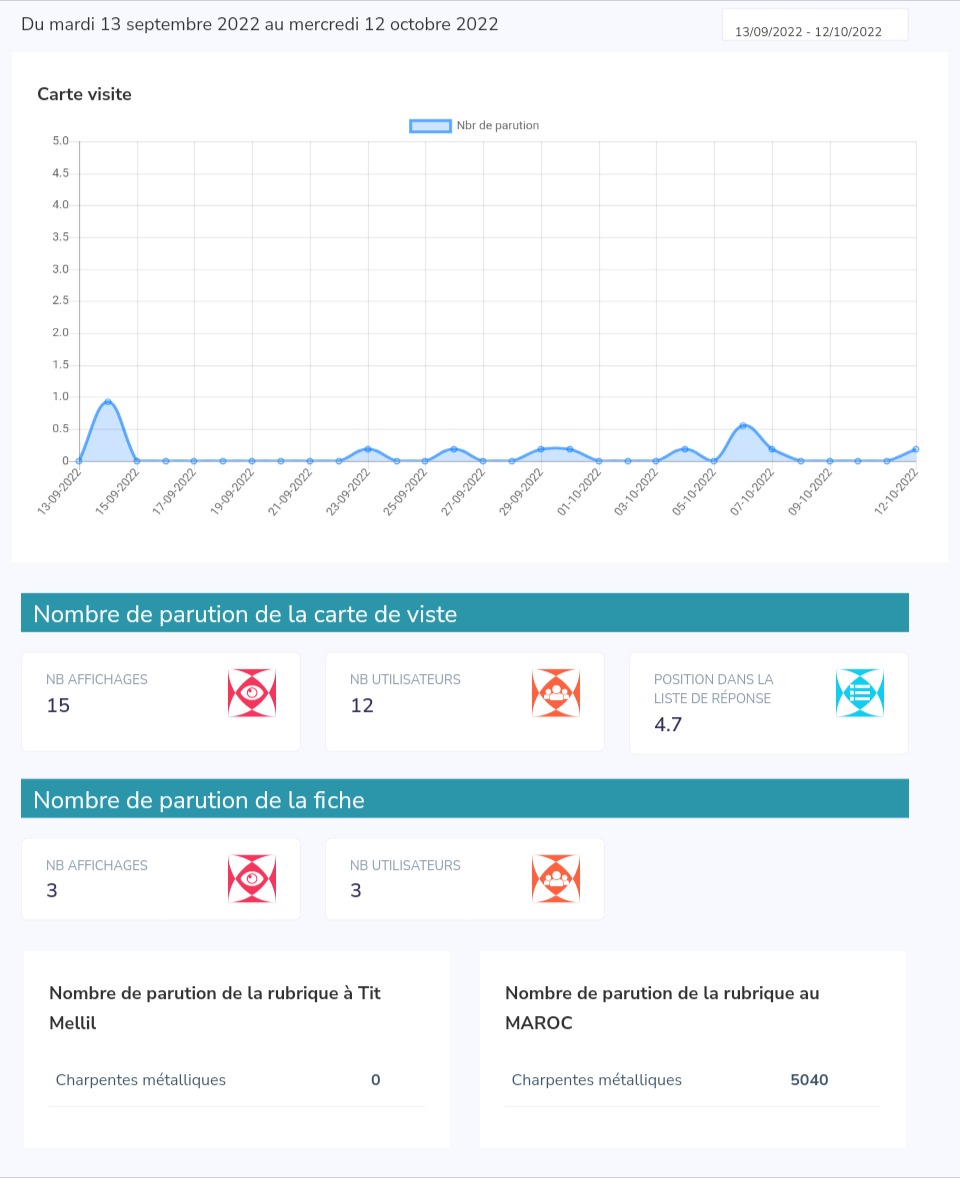 Du mardi 13 septembre 2022 au mercredi 12 octobre 2022
13/09/2022 - 12/10/2022
Carte visite
Nbr de parution
5.0
4.5
4.0
3.5
3.0
2.5
2.0
1.5
1.0
0.5
0
13-09-2022
15-09-2022
17-09-2022
19-09-2022
21-09-2022
23-09-2022
25-09-2022
27-09-2022
29-09-2022
01-10-2022
03-10-2022
05-10-2022
07-10-2022
09-10-2022
12-10-2022
Nombre de parution de la carte de viste
NB AFFICHAGES
15
NB UTILISATEURS
12
POSITION DANS LA
LISTE DE RÉPONSE
4.7
Nombre de parution de la fiche
NB AFFICHAGES
3
NB UTILISATEURS
3
Nombre de parution de la rubrique à Tit
Mellil
Charpentes métalliques 0
Nombre de parution de la rubrique au
MAROC
Charpentes métalliques 5040